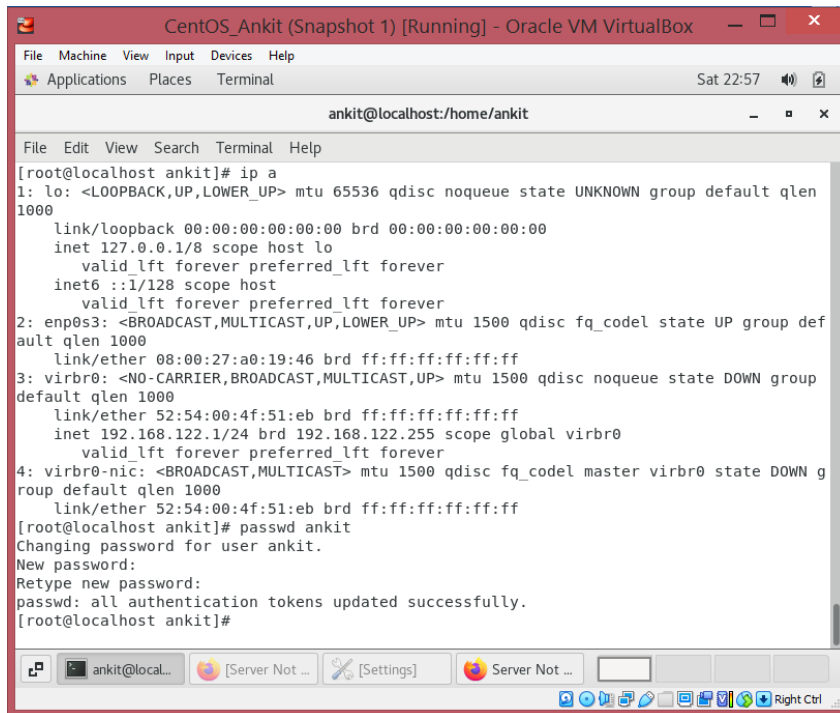 CentOS_Ankit (Snapshot 1) [Running] - Oracle VM VirtualBox
File Machine View Input Devices Help
Applications Places Terminal Sat 22:57
ankit@localhost:/home/ankit
File Edit View Search Terminal Help
[root@localhost ankit]# ip a
1: lo: <LOOPBACK,UP,LOWER_UP> mtu 65536 qdisc noqueue state UNKNOWN group default qlen
1000
    link/loopback 00:00:00:00:00:00 brd 00:00:00:00:00:00
    inet 127.0.0.1/8 scope host lo
       valid_lft forever preferred_lft forever
    inet6 ::1/128 scope host
       valid_lft forever preferred_lft forever
2: enp0s3: <BROADCAST,MULTICAST,UP,LOWER_UP> mtu 1500 qdisc fq_codel state UP group def
ault qlen 1000
    link/ether 08:00:27:a0:19:46 brd ff:ff:ff:ff:ff:ff
3: virbr0: <NO-CARRIER,BROADCAST,MULTICAST,UP> mtu 1500 qdisc noqueue state DOWN group
default qlen 1000
    link/ether 52:54:00:4f:51:eb brd ff:ff:ff:ff:ff:ff
    inet 192.168.122.1/24 brd 192.168.122.255 scope global virbr0
       valid_lft forever preferred_lft forever
4: virbr0-nic: <BROADCAST,MULTICAST> mtu 1500 qdisc fq_codel master virbr0 state DOWN g
roup default qlen 1000
    link/ether 52:54:00:4f:51:eb brd ff:ff:ff:ff:ff:ff
[root@localhost ankit]# passwd ankit
Changing password for user ankit.
New password:
Retype new password:
passwd: all authentication tokens updated successfully.
[root@localhost ankit]#
ankit@local... [Server Not ... [Settings] Server Not ...
Right Ctrl